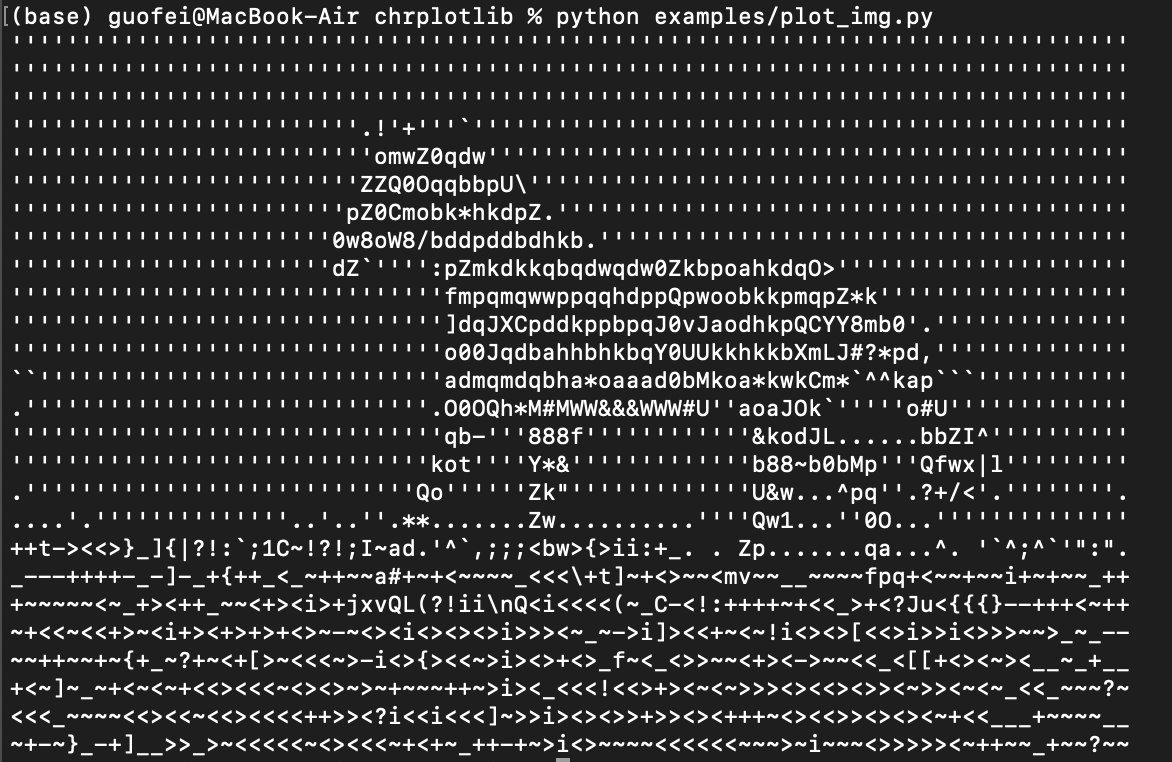 (base) guofei@MacBook-Air chrplotlib % python examples/plot_img.py
''''''''''''''''''''''''''''''''''''''''''''''''''''''''''''''''''''''''''''''''
''''''''''''''''''''''''''''''''''''''''''''''''''''''''''''''''''''''''''''''''
''''''''''''''''''''''''''''''''''''''''''''''''''''''''''''''''''''''''''''''''
'''''''''''''''''''''''''.!'+'''`'''''''''''''''''''''''''''''''''''''''''''''''
''''''''''''''''''''''''''omwZ0qdw''''''''''''''''''''''''''''''''''''''''''''''
'''''''''''''''''''''''''ZZQ0OqqbbpU\'''''''''''''''''''''''''''''''''''''''''''
''''''''''''''''''''''''pZ0Cmobk*hkdpZ.'''''''''''''''''''''''''''''''''''''''''
'''''''''''''''''''''''0w8oW8/bddpddbdhkb.''''''''''''''''''''''''''''''''''''''
'''''''''''''''''''''''dZ`'''':pZmkdkkqbqdwqdw0ZkbpoahkdqO>'''''''''''''''''''''
'''''''''''''''''''''''''''''''fmpqmqwwppqqhdppQpwoobkkpmqpZ*k''''''''''''''''''
''''''''''''''''''''''''''''''']dqJXCpddkppbpqJ0vJaodhkpQCYY8mb0'.''''''''''''''
'''''''''''''''''''''''''''''''o00JqdbahhbhkbqY0UUkkhkkbXmLJ#?*pd,''''''''''''''
``'''''''''''''''''''''''''''''admqmdqbha*oaaad0bMkoa*kwkCm*`^^kap```'''''''''''
.'''''''''''''''''''''''''''''.O0OQh*M#MWW&&&WWW#U''aoaJOk`'''''o#U'''''''''''''
'''''''''''''''''''''''''''''''qb-'''888f''''''''''''&kodJL......bbZI^''''''''''
''''''''''''''''''''''''''''''kot''''Y*&'''''''''''''b88~b0bMp'''Qfwx|l'''''''''
.''''''''''''''''''''''''''''Qo''''''Zk"'''''''''''''U&w...^pq''.?+/<'.''''''''.
....'.''''''''''''''..'..''.**.......Zw..........''''Qw1...''0O...''''''''''''''
++t-><<>}_]{|?!:`;1C~!?!;I~ad.'^`,;;;<bw>{>ii:+_. . Zp.......qa...^. '`^;^`'":".
_---++++-_-]-_+{++_<_~++~~a#+~+<~~~~_<<<\+t]~+<>~~<mv~~__~~~~fpq+<~~+~~i+~+~~_++
+~~~~~<~_+><++_~~<+><i>+jxvQL(?!ii\nQ<i<<<<(~_C-<!:++++~+<<_>+<?Ju<{{{}--+++<~++
~+<<~<<+>~<i+><+>+>+<>~-~<><i<><><>i>>><~_~->i]><<+~<~!i<><>[<<>i>>i<>>>~~>_~_--
~~++~~+~{+_~?+~<+[>~<<<~>-i<>{><<~>i><>+<>_f~<_<>>~~<+><->~~<<_<[[+<><~><__~_+__
+<~]~_~+<~<~+<<><<<~<><>~>~+~~~++~>i><_<<<!<<>+><~<~>>><><<><>><~>><~<~_<<_~~~?~
<<<_~~~~<<><<~<<><<<<++>><?i<<i<<<]~>>i><><>>+>><><+++~<><<><>><><><~+<<___+~~~~__
~+-~}_-+]__>>_>~<<<<<~<><<<~+<+~_++-+~>i<>~~~~<<<<<<~~~>~i~~~<>>>>><~++~~_+~~?~~